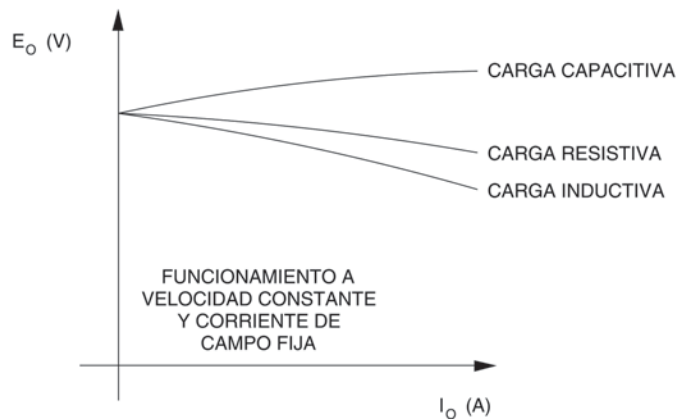 E_O (V)
CARGA CAPACITIVA
CARGA RESISTIVA
CARGA INDUCTIVA
FUNCIONAMIENTO A
VELOCIDAD CONSTANTE
Y CORRIENTE DE
CAMPO FIJA
I_O (A)